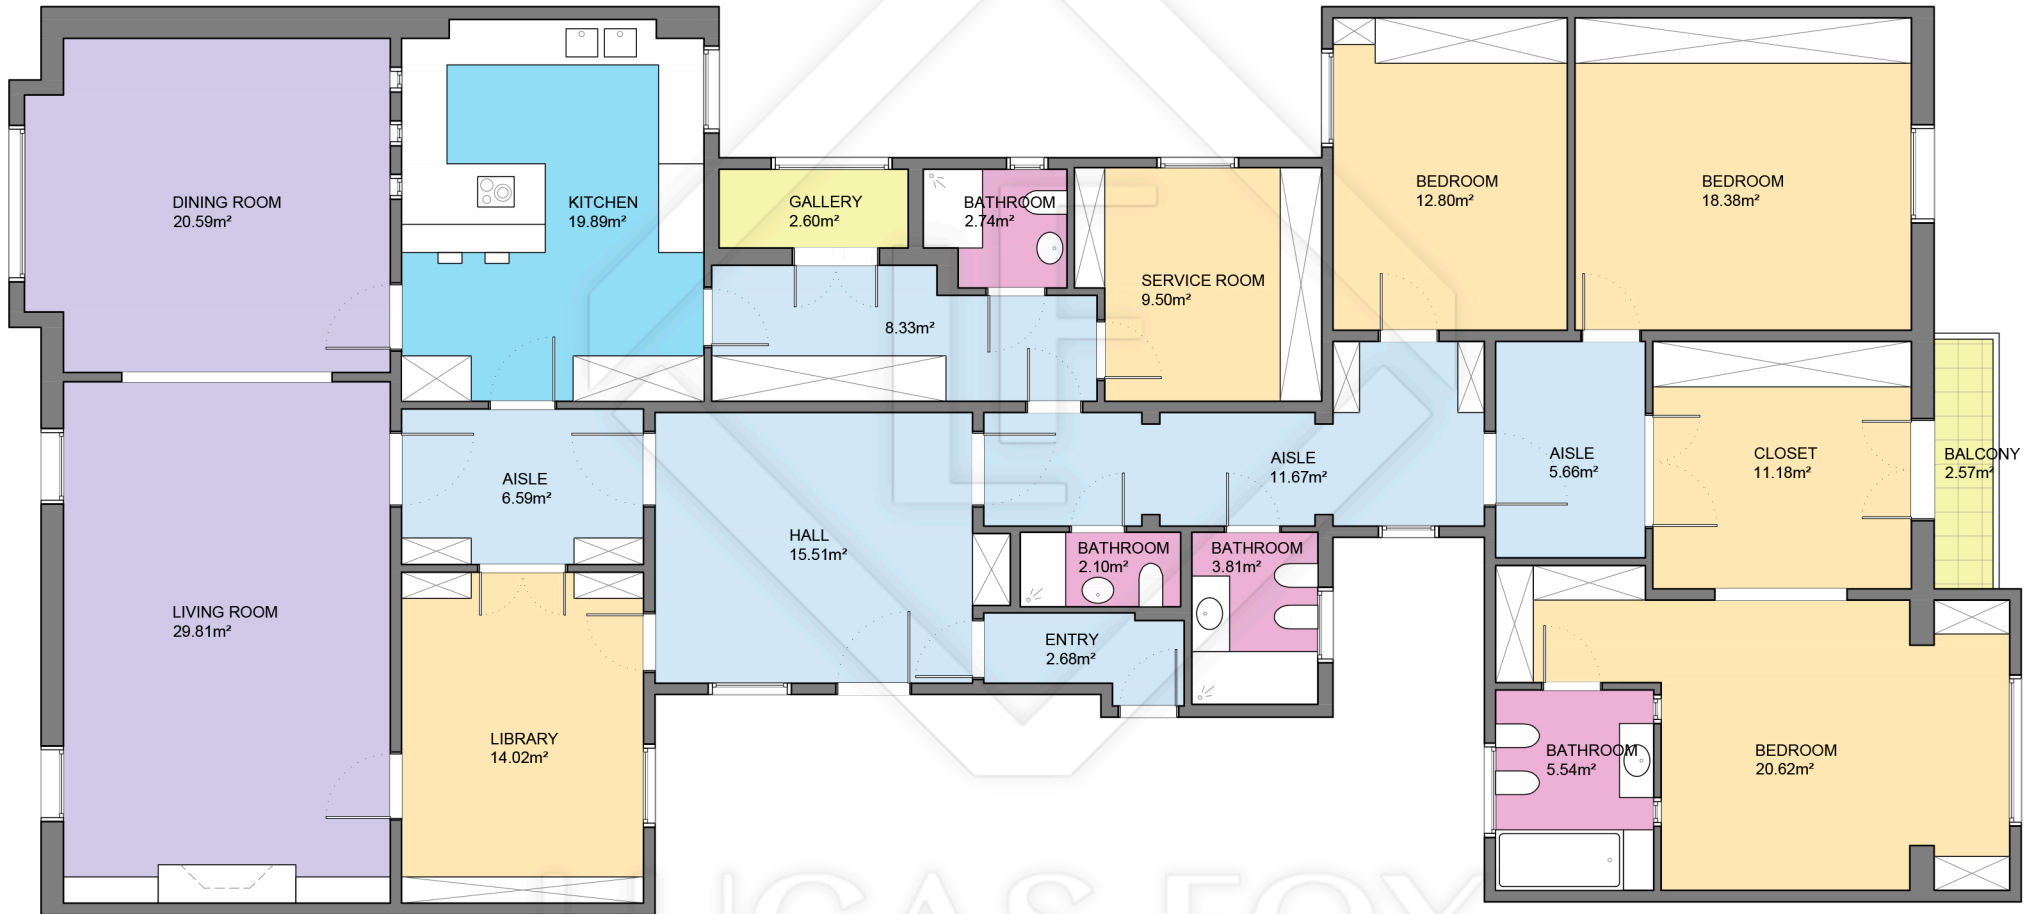 DINING ROOM
20.59m²
KITCHEN
19.89m²
GALLERY
2.60m²
BATHROOM
2.74m²
SERVICE ROOM
9.50m²
BEDROOM
12.80m²
BEDROOM
18.38m²
8.33m²
AISLE
6.59m²
HALL
15.51m²
AISLE
11.67m²
AISLE
5.66m²
CLOSET
11.18m²
BALCONY
2.57m²
BATHROOM
2.10m²
BATHROOM
3.81m²
LIVING ROOM
29.81m²
ENTRY
2.68m²
LIBRARY
14.02m²
BATHROOM
5.54m²
BEDROOM
20.62m²
LUCAS FOX